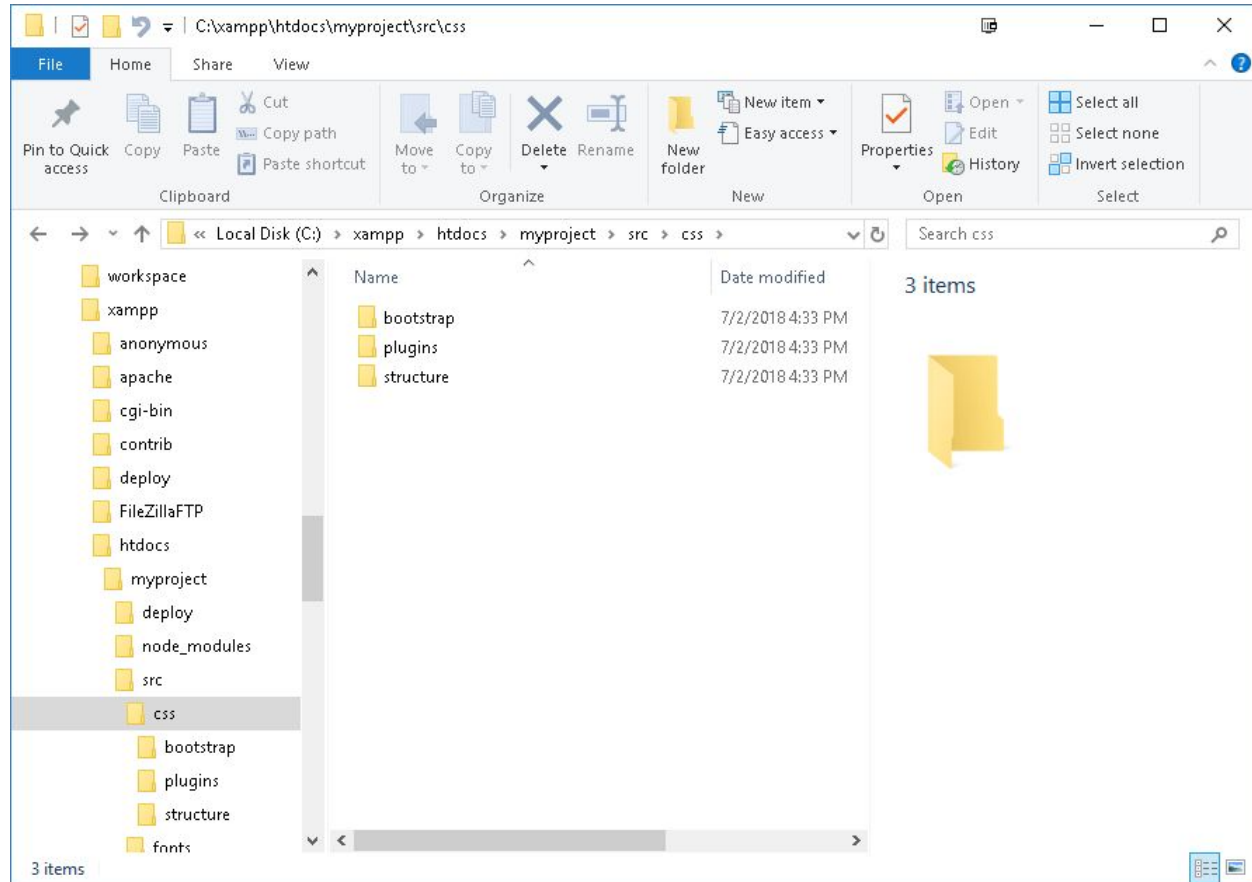 C:\xampp\htdocs\myproject\src\css
File Home Share View
Pin to Quick access
Copy
Paste
Cut
Copy path
Paste shortcut
Clipboard
Move to
Copy to
Delete
Rename
Organize
New folder
New item
Easy access
New
Properties
Open
Edit
History
Open
Select all
Select none
Invert selection
Select
« Local Disk (C:) › xampp › htdocs › myproject › src › css ›
Search css
workspace
xampp
anonymous
apache
cgi-bin
contrib
deploy
FileZillaFTP
htdocs
myproject
deploy
node_modules
src
css
bootstrap
plugins
structure
fonts
Name Date modified
bootstrap 7/2/2018 4:33 PM
plugins 7/2/2018 4:33 PM
structure 7/2/2018 4:33 PM
3 items
3 items